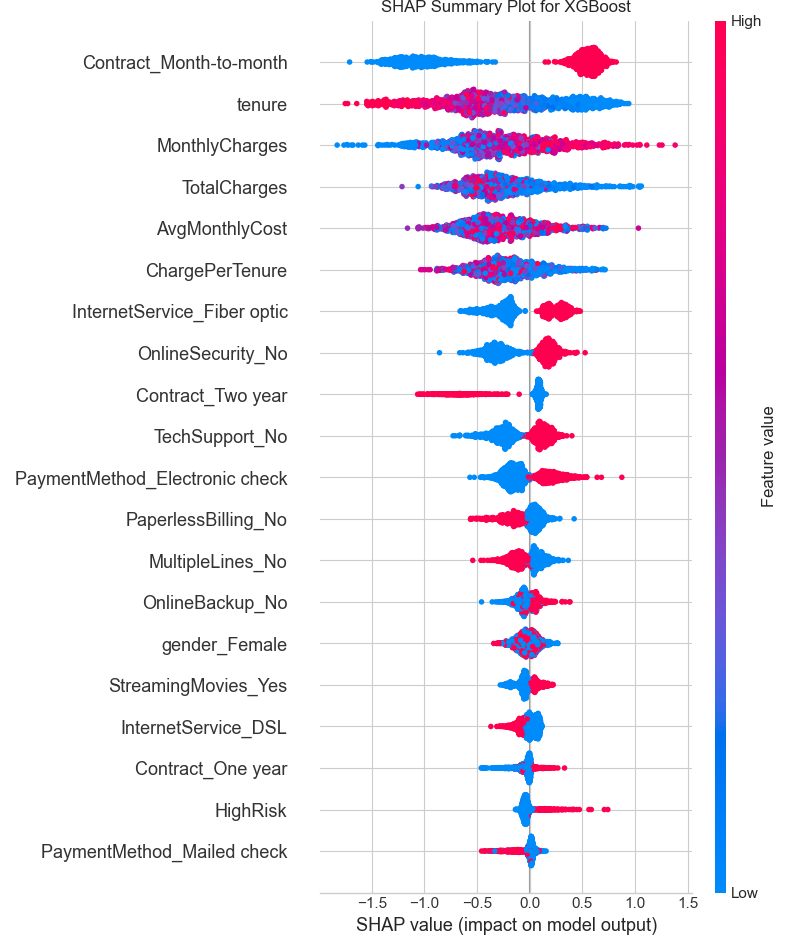 SHAP Summary Plot for XGBoost
High
Contract_Month-to-month
tenure
MonthlyCharges
TotalCharges
AvgMonthlyCost
ChargePerTenure
InternetService_Fiber optic
OnlineSecurity_No
Contract_Two year
TechSupport_No
PaymentMethod_Electronic check
PaperlessBilling_No
MultipleLines_No
OnlineBackup_No
gender_Female
StreamingMovies_Yes
InternetService_DSL
Contract_One year
HighRisk
PaymentMethod_Mailed check
Feature value
Low
−1.5 −1.0 −0.5 0.0 0.5 1.0 1.5
SHAP value (impact on model output)